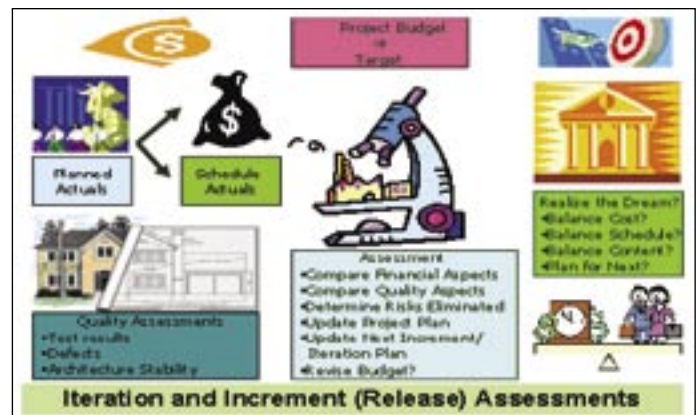 Project Budget
⇒
Target
$
$
Planned
Actuals
Schedule
Actuals
Quality Assessments
•Test results
•Defects
•Architecture Stability
Assessment
•Compare Financial Aspects
•Compare Quality Aspects
•Determine Risks Eliminated
•Update Project Plan
•Update Next Increment/
Iteration Plan
•Revise Budget?
Realize the Dream?
•Balance Cost?
•Balance Schedule?
•Balance Content?
•Plan for Next?
Iteration and Increment (Release) Assessments